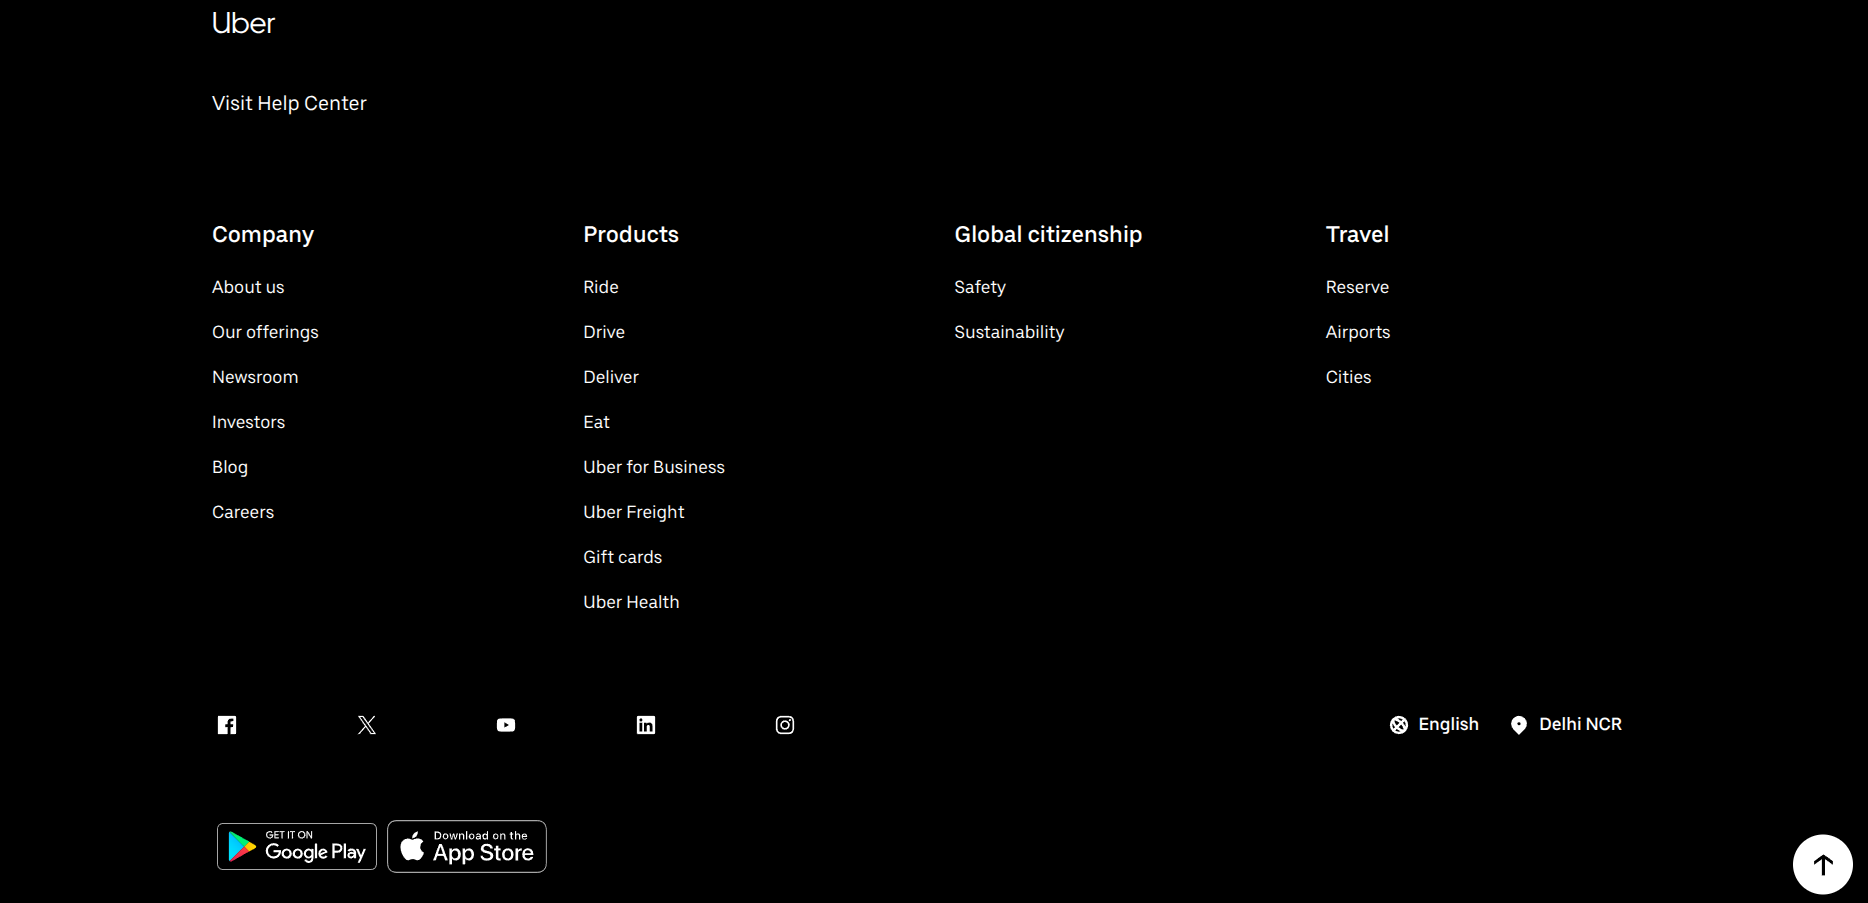 Uber
Visit Help Center
Company
About us
Our offerings
Newsroom
Investors
Blog
Careers
Products
Ride
Drive
Deliver
Eat
Uber for Business
Uber Freight
Gift cards
Uber Health
Global citizenship
Safety
Sustainability
Travel
Reserve
Airports
Cities
English
Delhi NCR
GET IT ON
Google Play
Download on the
App Store